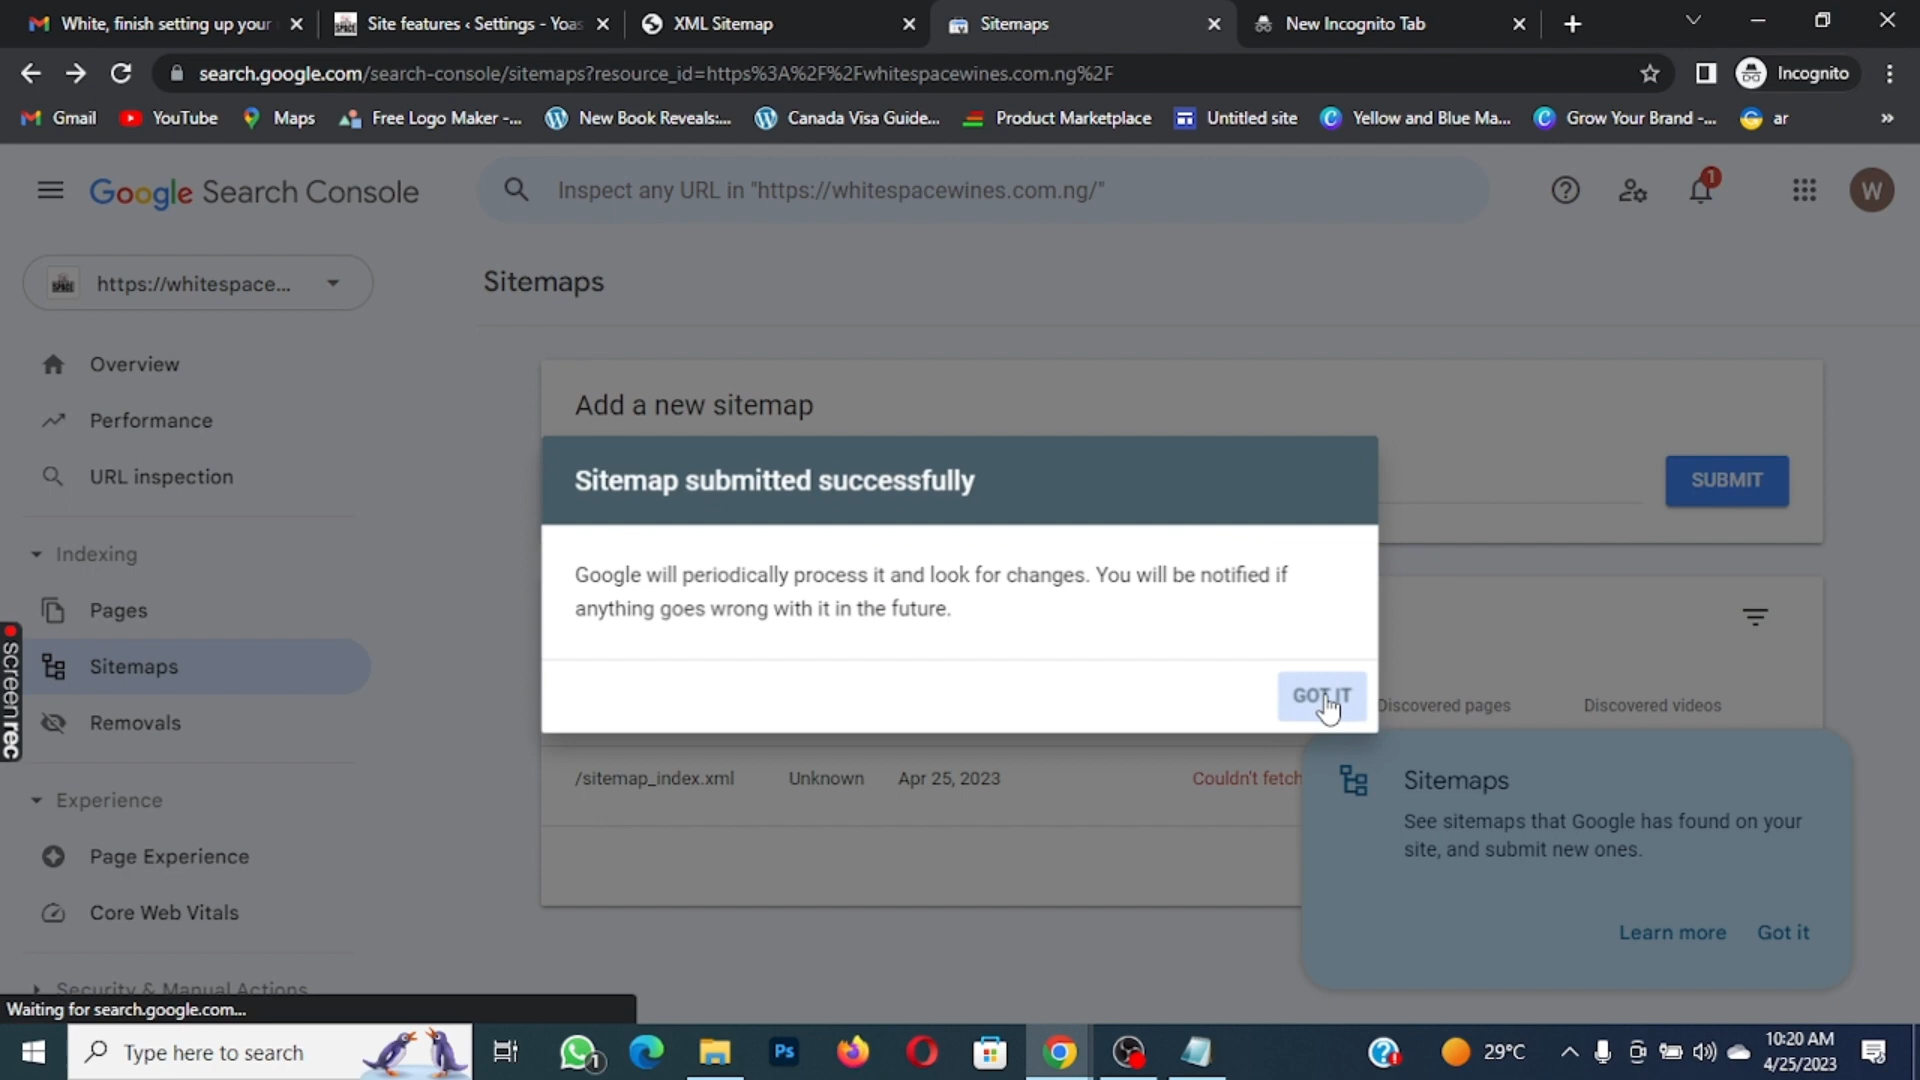 White, finish setting up your
Site features ‹ Settings - Yoas
XML Sitemap
Sitemaps
New Incognito Tab
search.google.com/search-console/sitemaps?resource_id=https%3A%2F%2Fwhitespacewines.com.ng%2F
Incognito
Gmail
YouTube
Maps
Free Logo Maker -...
New Book Reveals:...
Canada Visa Guide...
Product Marketplace
Untitled site
Yellow and Blue Ma...
Grow Your Brand -...
ar
»
Google Search Console
Inspect any URL in "https://whitespacewines.com.ng/"
1
W
https://whitespace...
Sitemaps
Overview
Performance
URL inspection
Indexing
Pages
Sitemaps
Removals
Experience
Page Experience
Core Web Vitals
Security & Manual Actions
Add a new sitemap
SUBMIT
Sitemap submitted successfully
Google will periodically process it and look for changes. You will be notified if
anything goes wrong with it in the future.
GOT IT
Discovered pages
Discovered videos
/sitemap_index.xml
Unknown
Apr 25, 2023
Couldn't fetch
Sitemaps
See sitemaps that Google has found on your
site, and submit new ones.
Learn more
Got it
screenrec
Waiting for search.google.com...
Type here to search
1
Ps
29°C
10:20 AM
4/25/2023